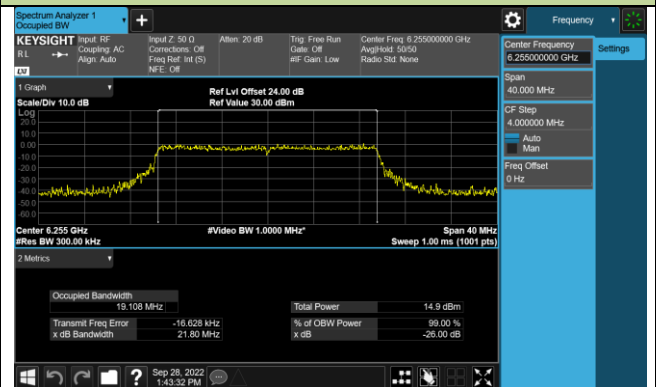 Spectrum Analyzer 1
Occupied BW
+
Frequency
KEYSIGHT
RL
LXI
Input: RF
Coupling: AC
Align: Auto
Input Z: 50 Ω
Corrections: Off
Freq Ref: Int (S)
NFE: Off
Atten: 20 dB
Trig: Free Run
Gate: Off
#IF Gain: Low
Center Freq: 6.255000000 GHz
Avg|Hold: 50/50
Radio Std: None
Center Frequency
6.255000000 GHz
Settings
Span
40.000 MHz
CF Step
4.000000 MHz
Auto
Man
Freq Offset
0 Hz
1 Graph
Ref Lvl Offset 24.00 dB
Scale/Div 10.0 dB
Ref Value 30.00 dBm
Log
20.0
10.0
0.00
-10.0
-20.0
-30.0
-40.0
-50.0
-60.0
Center 6.255 GHz
#Video BW 1.0000 MHz*
Span 40 MHz
#Res BW 300.00 kHz
Sweep 1.00 ms (1001 pts)
2 Metrics
Occupied Bandwidth
19.108 MHz
Total Power
14.9 dBm
Transmit Freq Error
-16.628 kHz
% of OBW Power
99.00 %
x dB Bandwidth
21.80 MHz
x dB
-26.00 dB
?
Sep 28, 2022
1:43:32 PM